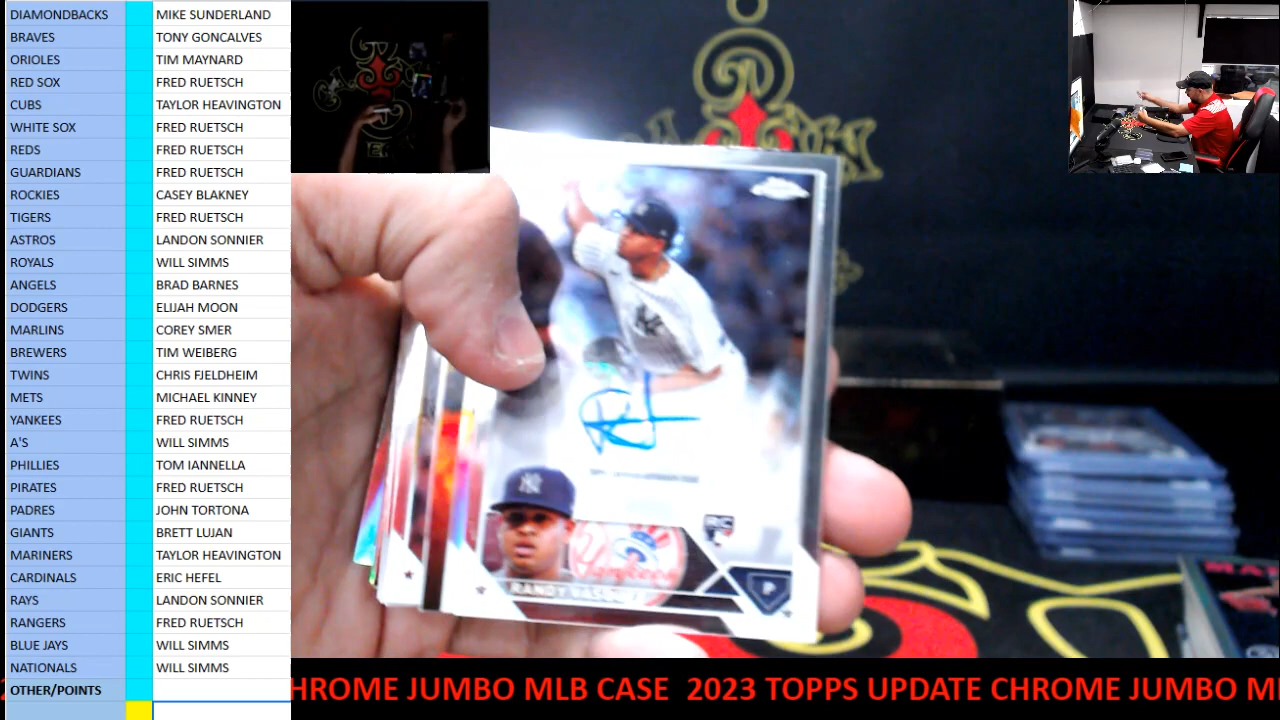 DIAMONDBACKS MIKE SUNDERLAND
BRAVES TONY GONCALVES
ORIOLES TIM MAYNARD
RED SOX FRED RUETSCH
CUBS TAYLOR HEAVINGTON
WHITE SOX FRED RUETSCH
REDS FRED RUETSCH
GUARDIANS FRED RUETSCH
ROCKIES CASEY BLAKNEY
TIGERS FRED RUETSCH
ASTROS LANDON SONNIER
ROYALS WILL SIMMS
ANGELS BRAD BARNES
DODGERS ELIJAH MOON
MARLINS COREY SMER
BREWERS TIM WEIBERG
TWINS CHRIS FJELDHEIM
METS MICHAEL KINNEY
YANKEES FRED RUETSCH
A'S WILL SIMMS
PHILLIES TOM IANNELLA
PIRATES FRED RUETSCH
PADRES JOHN TORTONA
GIANTS BRETT LUJAN
MARINERS TAYLOR HEAVINGTON
CARDINALS ERIC HEFEL
RAYS LANDON SONNIER
RANGERS FRED RUETSCH
BLUE JAYS WILL SIMMS
NATIONALS WILL SIMMS
OTHER/POINTS
RC
Yankees
RANDY
P
HROME JUMBO MLB CASE 2023 TOPPS UPDATE CHROME JUMBO M